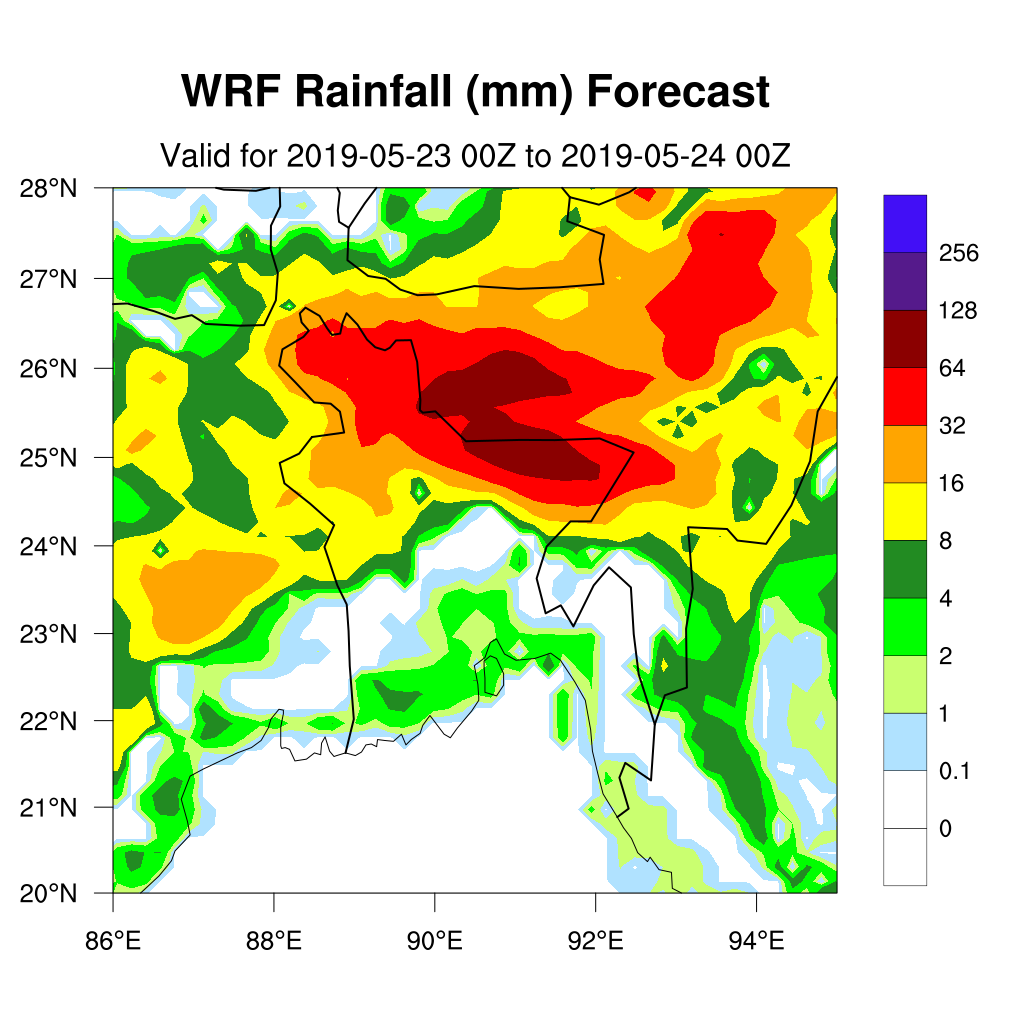 WRF Rainfall (mm) Forecast
Valid for 2019-05-23 00Z to 2019-05-24 00Z
28°N
27°N
26°N
25°N
24°N
23°N
22°N
21°N
20°N
86°E
88°E
90°E
92°E
94°E
256
128
64
32
16
8
4
2
1
0.1
0